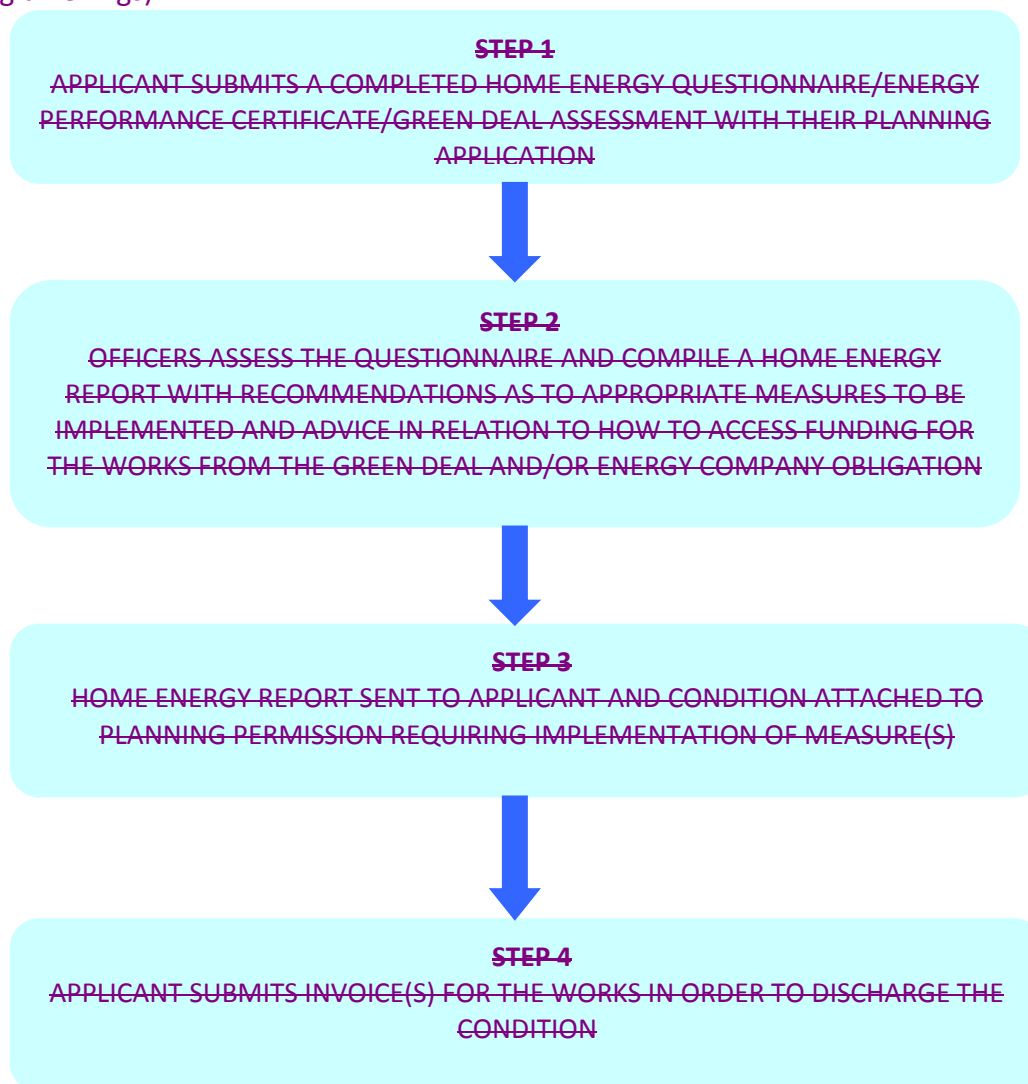 STEP 1
APPLICANT SUBMITS A COMPLETED HOME ENERGY QUESTIONNAIRE/ENERGY
PERFORMANCE CERTIFICATE/GREEN DEAL ASSESSMENT WITH THEIR PLANNING
APPLICATION
STEP 2
OFFICERS ASSESS THE QUESTIONNAIRE AND COMPILE A HOME ENERGY
REPORT WITH RECOMMENDATIONS AS TO APPROPRIATE MEASURES TO BE
IMPLEMENTED AND ADVICE IN RELATION TO HOW TO ACCESS FUNDING FOR
THE WORKS FROM THE GREEN DEAL AND/OR ENERGY COMPANY OBLIGATION
STEP 3
HOME ENERGY REPORT SENT TO APPLICANT AND CONDITION ATTACHED TO
PLANNING PERMISSION REQUIRING IMPLEMENTATION OF MEASURE(S)
STEP 4
APPLICANT SUBMITS INVOICE(S) FOR THE WORKS IN ORDER TO DISCHARGE THE
CONDITION